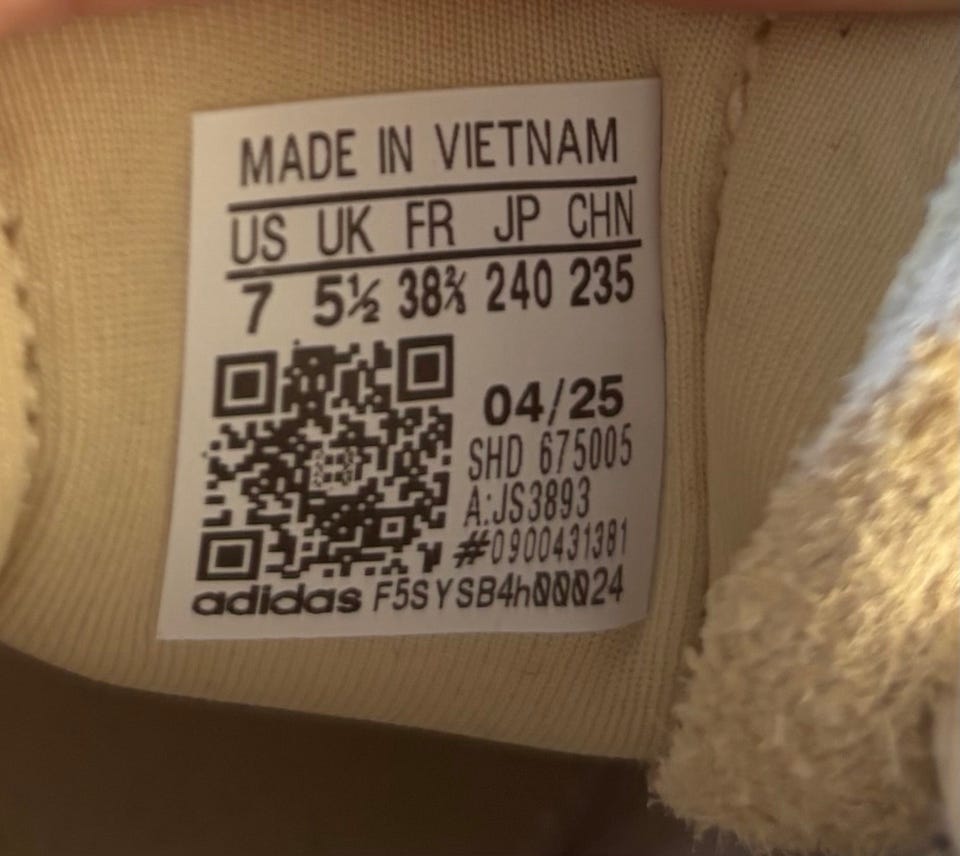 MADE IN VIETNAM
US UK FR JP CHN
7 5½ 38⅔ 240 235
04/25
SHD 675005
A:JS3893
#0900431381
adidas F5SYSB4h00024